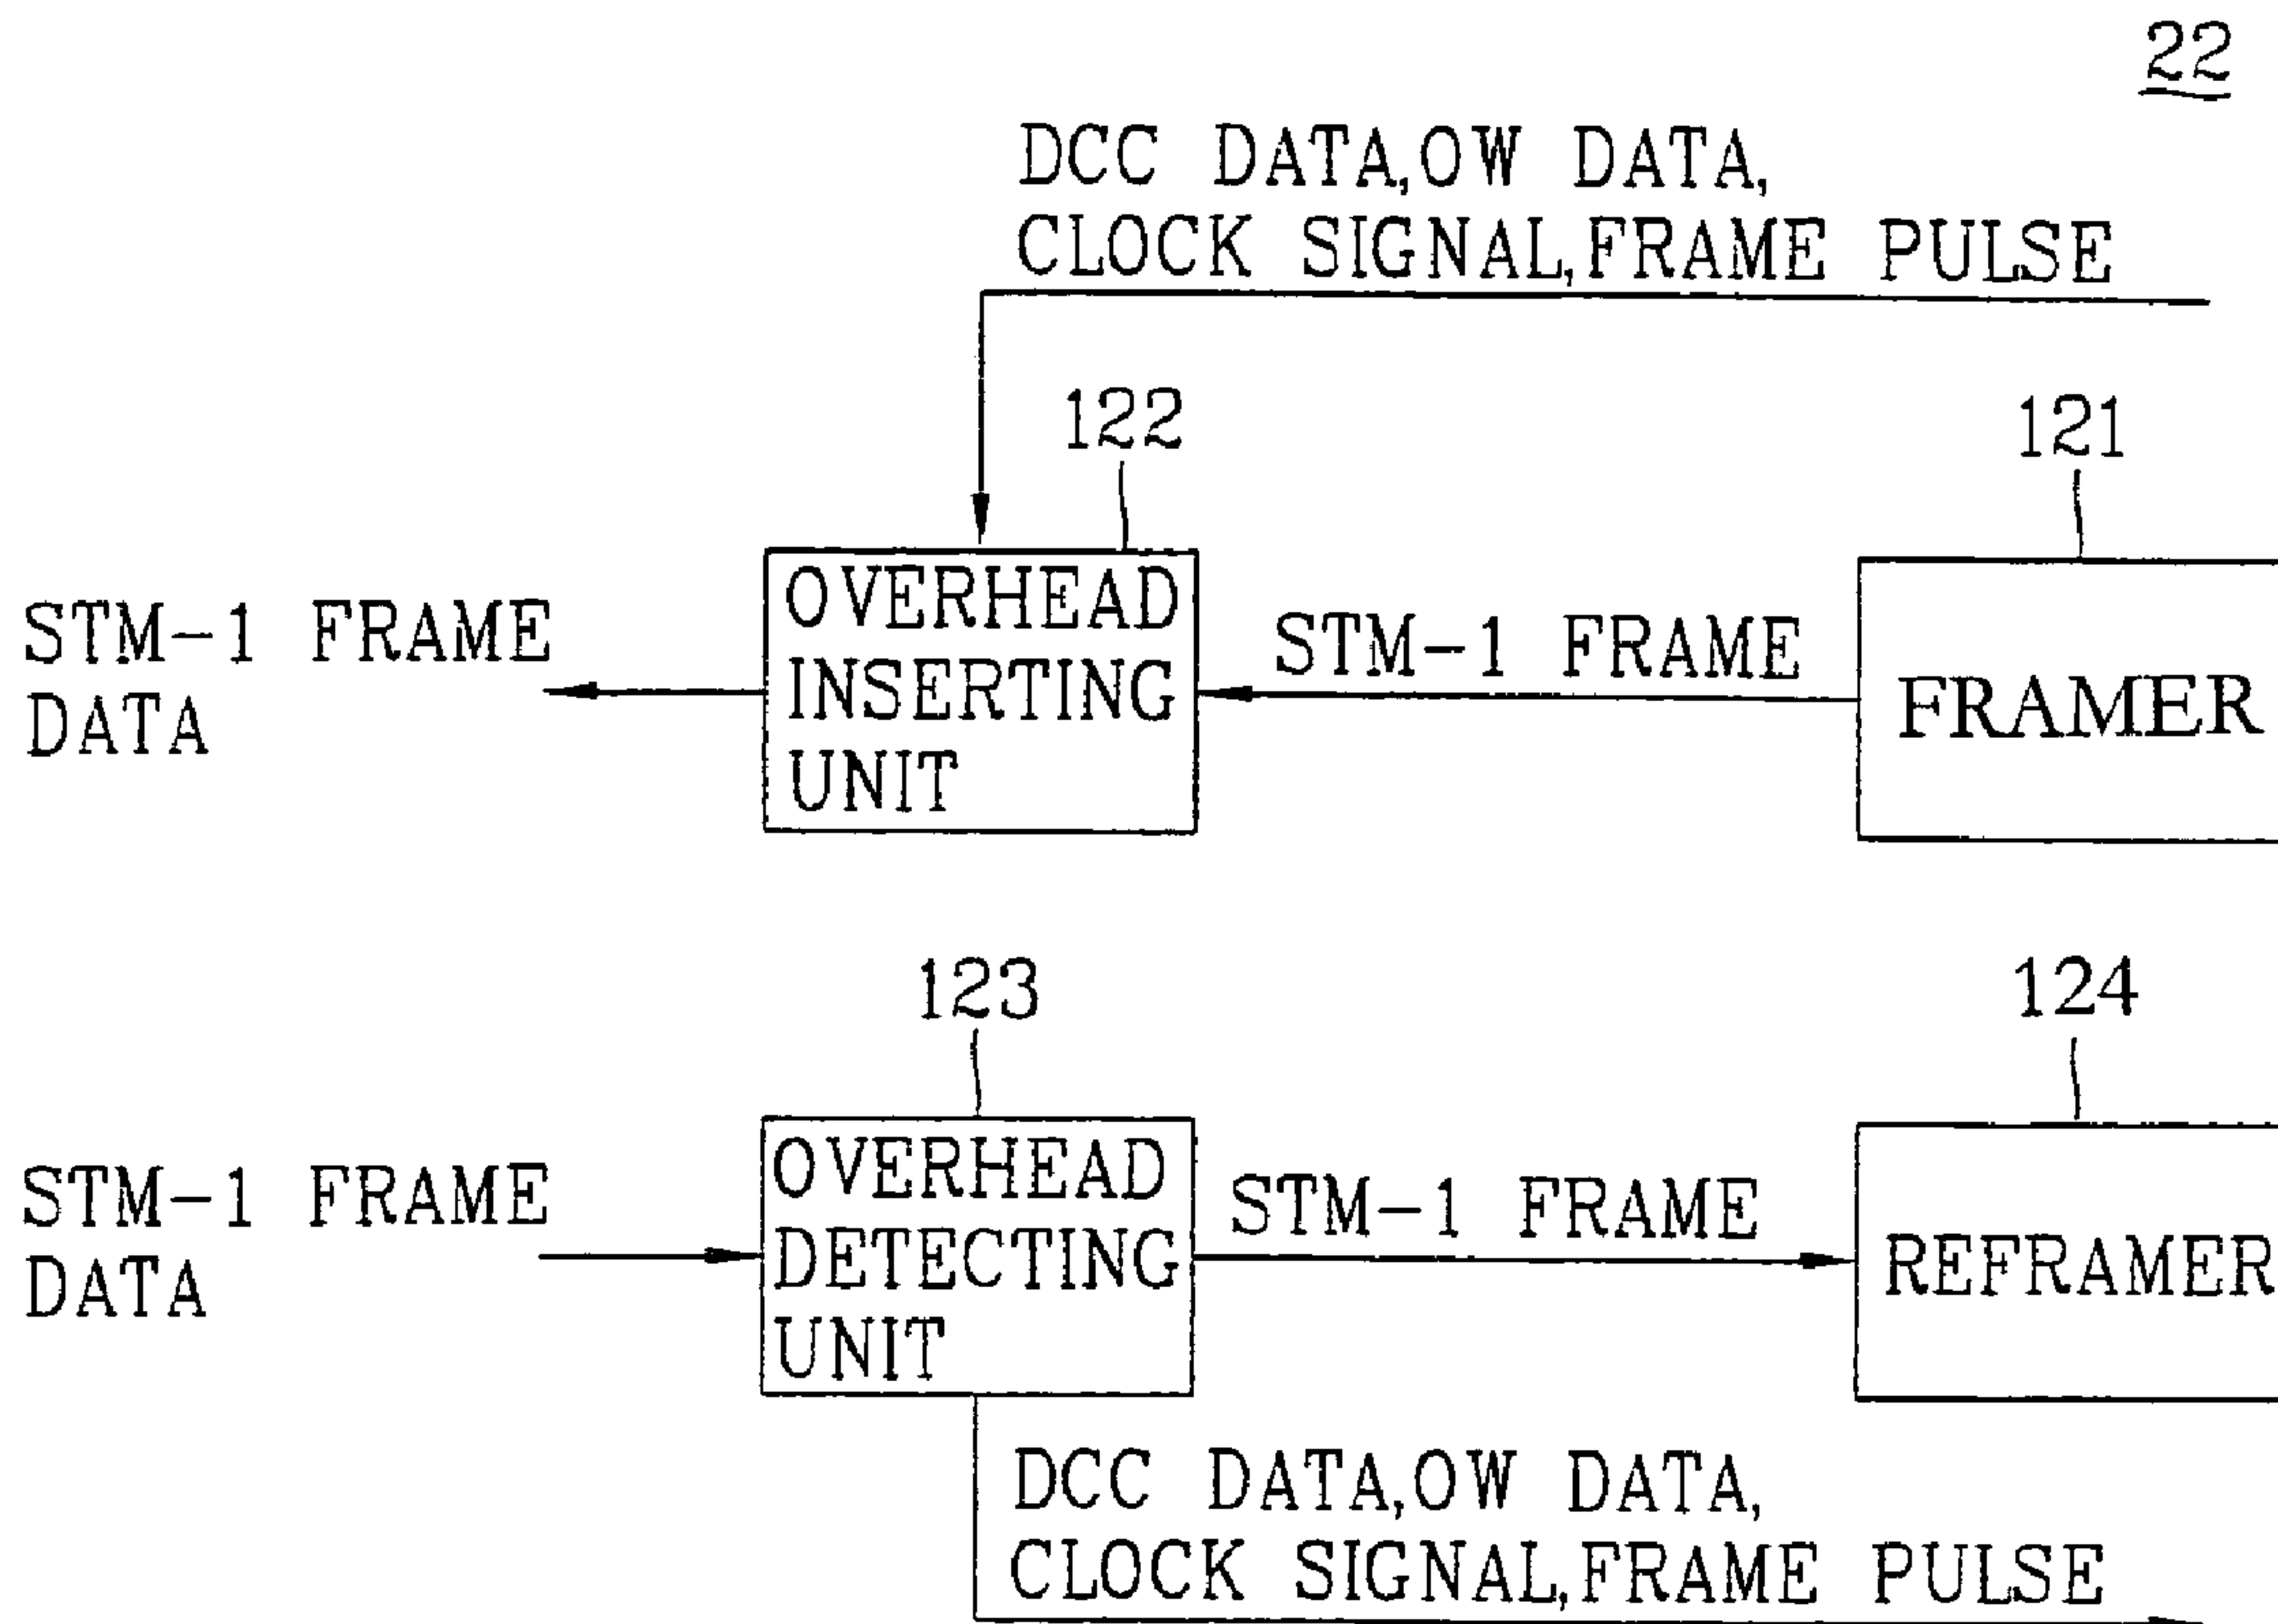 22
DCC DATA,OW DATA,
CLOCK SIGNAL,FRAME PULSE
122
121
STM-1 FRAME
DATA
OVERHEAD
INSERTING
UNIT
STM-1 FRAME
FRAMER
123
124
STM-1 FRAME
DATA
OVERHEAD
DETECTING
UNIT
STM-1 FRAME
REFRAMER
DCC DATA,OW DATA,
CLOCK SIGNAL,FRAME PULSE